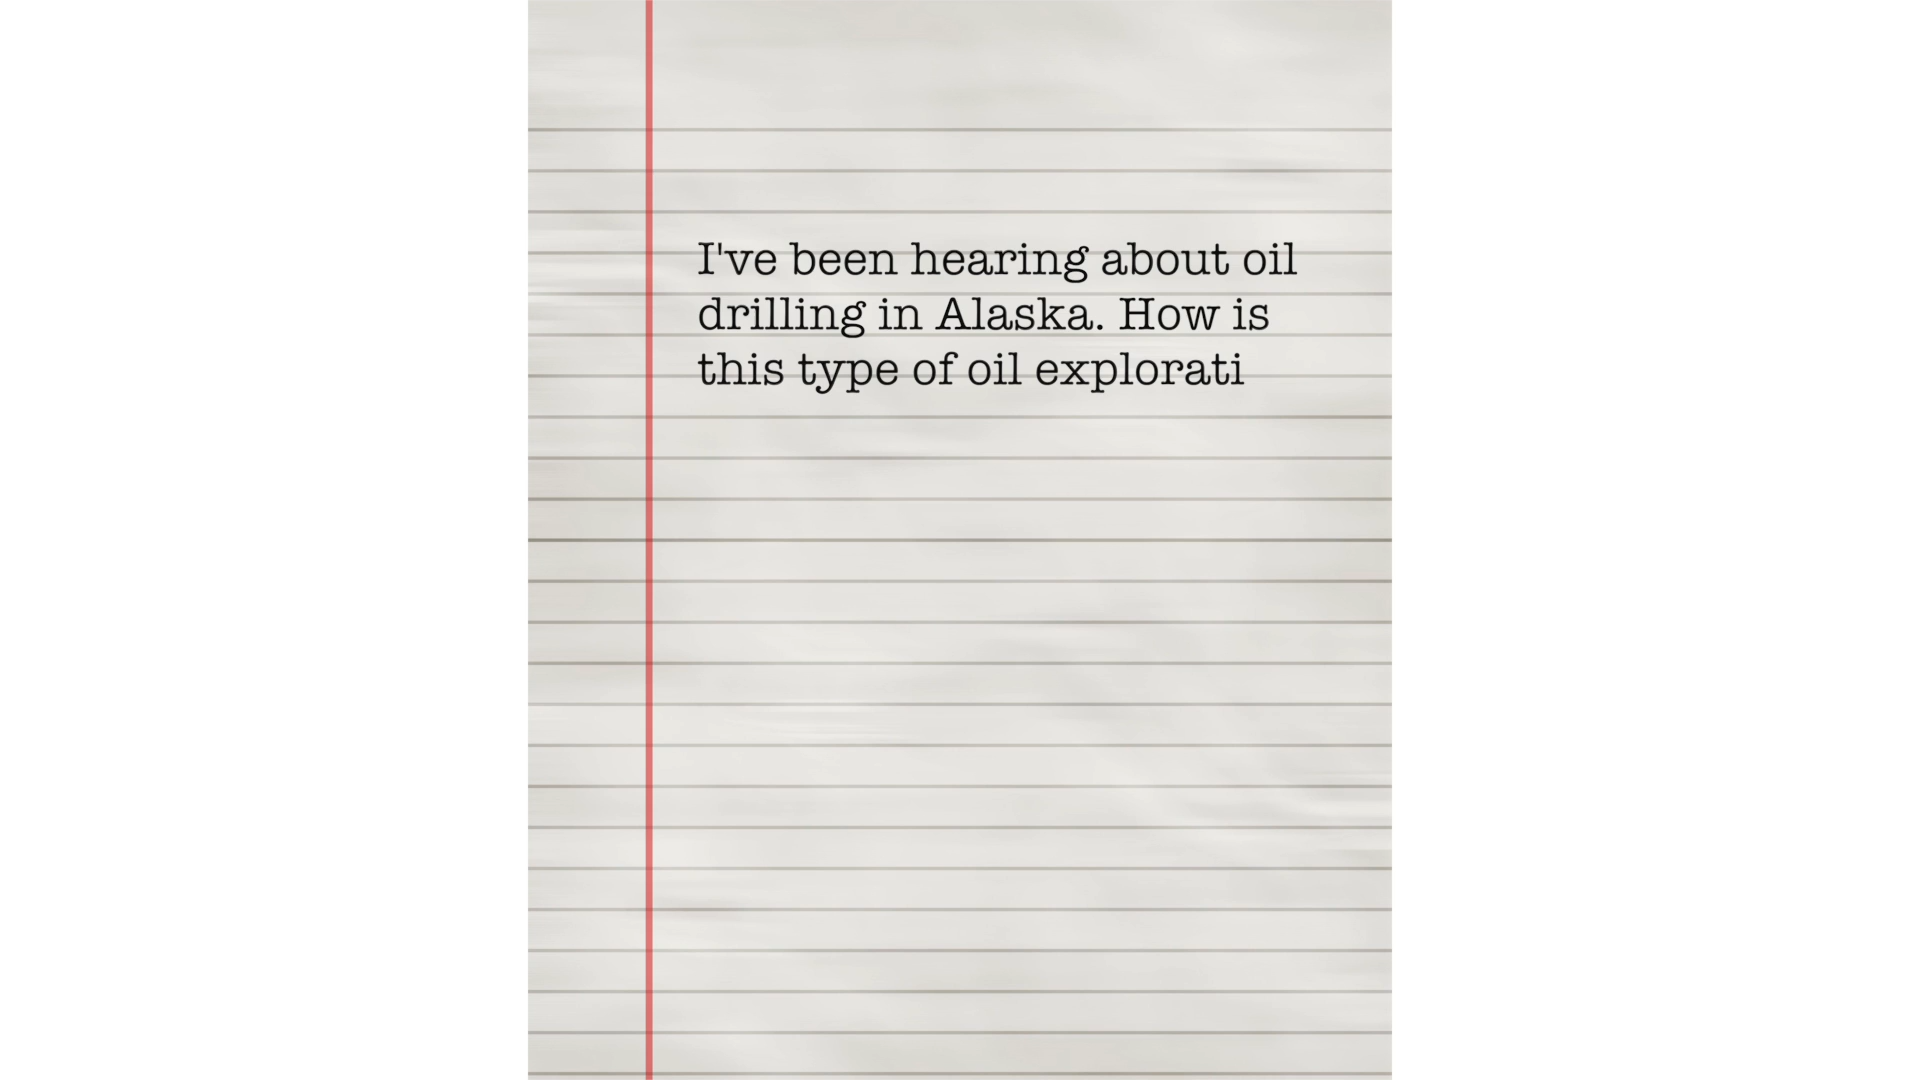 I've been hearing about oil
drilling in Alaska. How is
this type of oil explorati